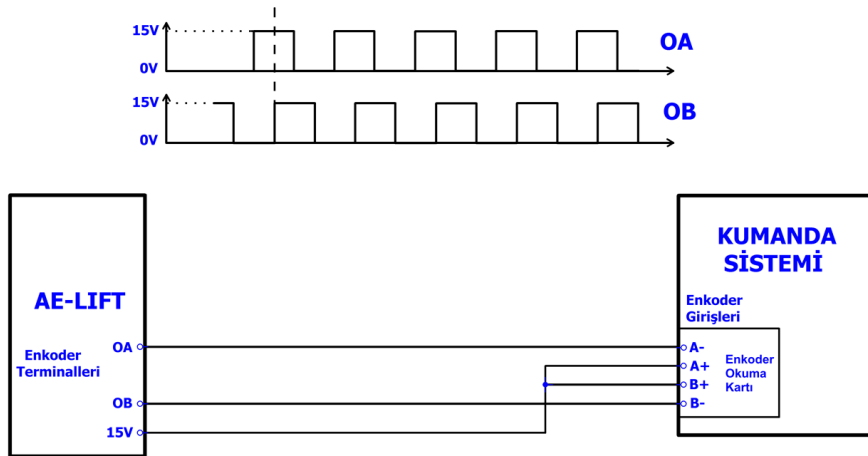 15V
OA
0V
15V
OB
0V
AE-LIFT
Enkoder
Terminalleri
OA
OB
15V
KUMANDA
SİSTEMİ
Enkoder
Girişleri
A-
A+
B+
B-
Enkoder
Okuma
Kartı